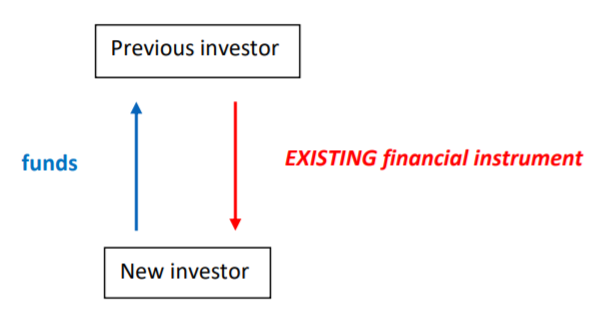 Previous investor
funds
EXISTING financial instrument
New investor